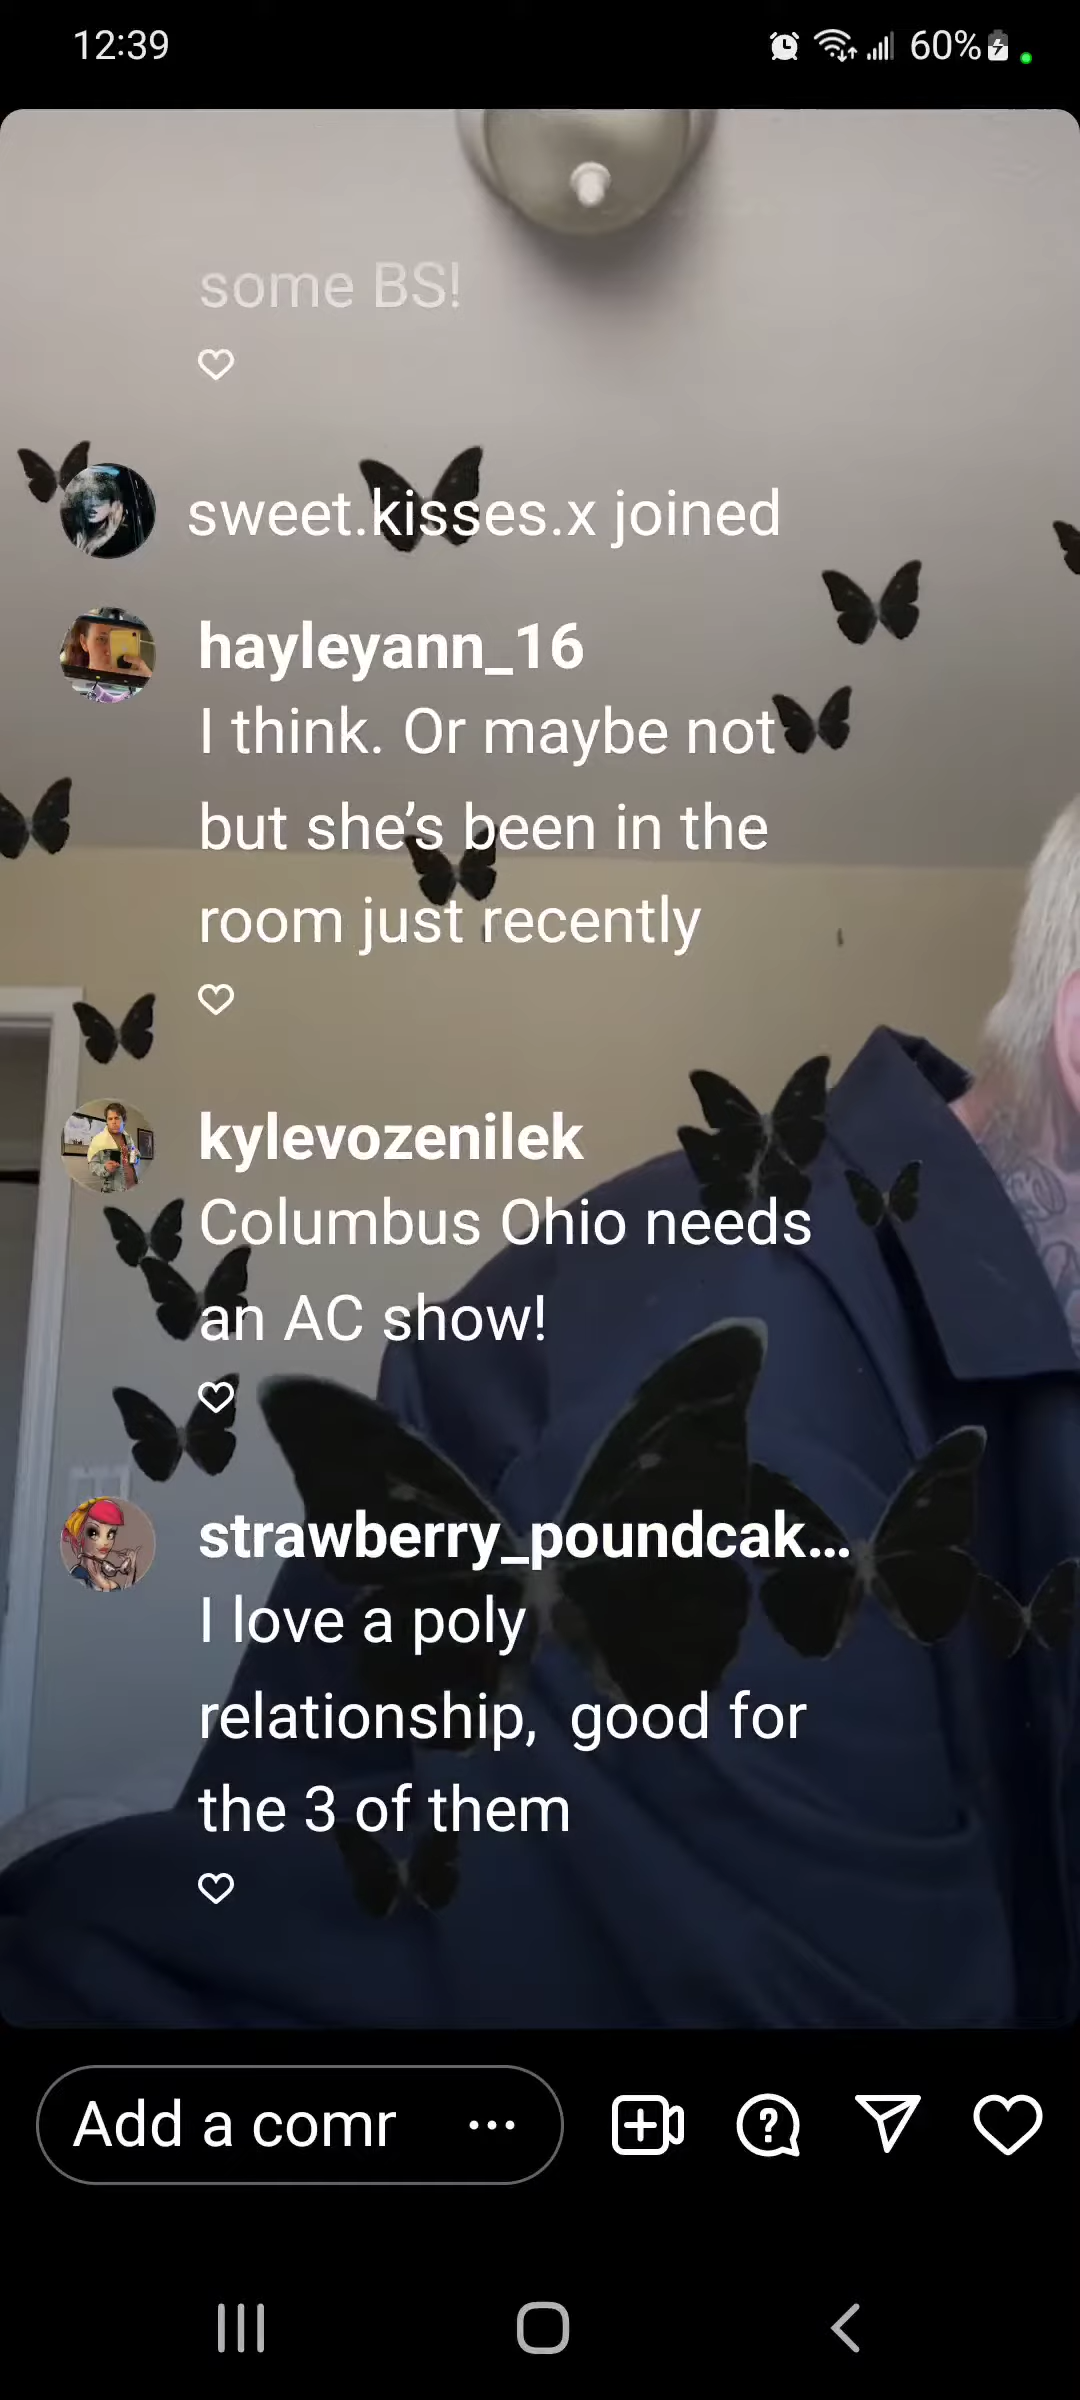 12:39
60%
some BS!
sweet.kisses.x joined
hayleyann_16
I think. Or maybe not
but she’s been in the
room just recently
kylevozenilek
Columbus Ohio needs
an AC show!
strawberry_poundcak...
I love a poly
relationship,  good for
the 3 of them
Add a comr